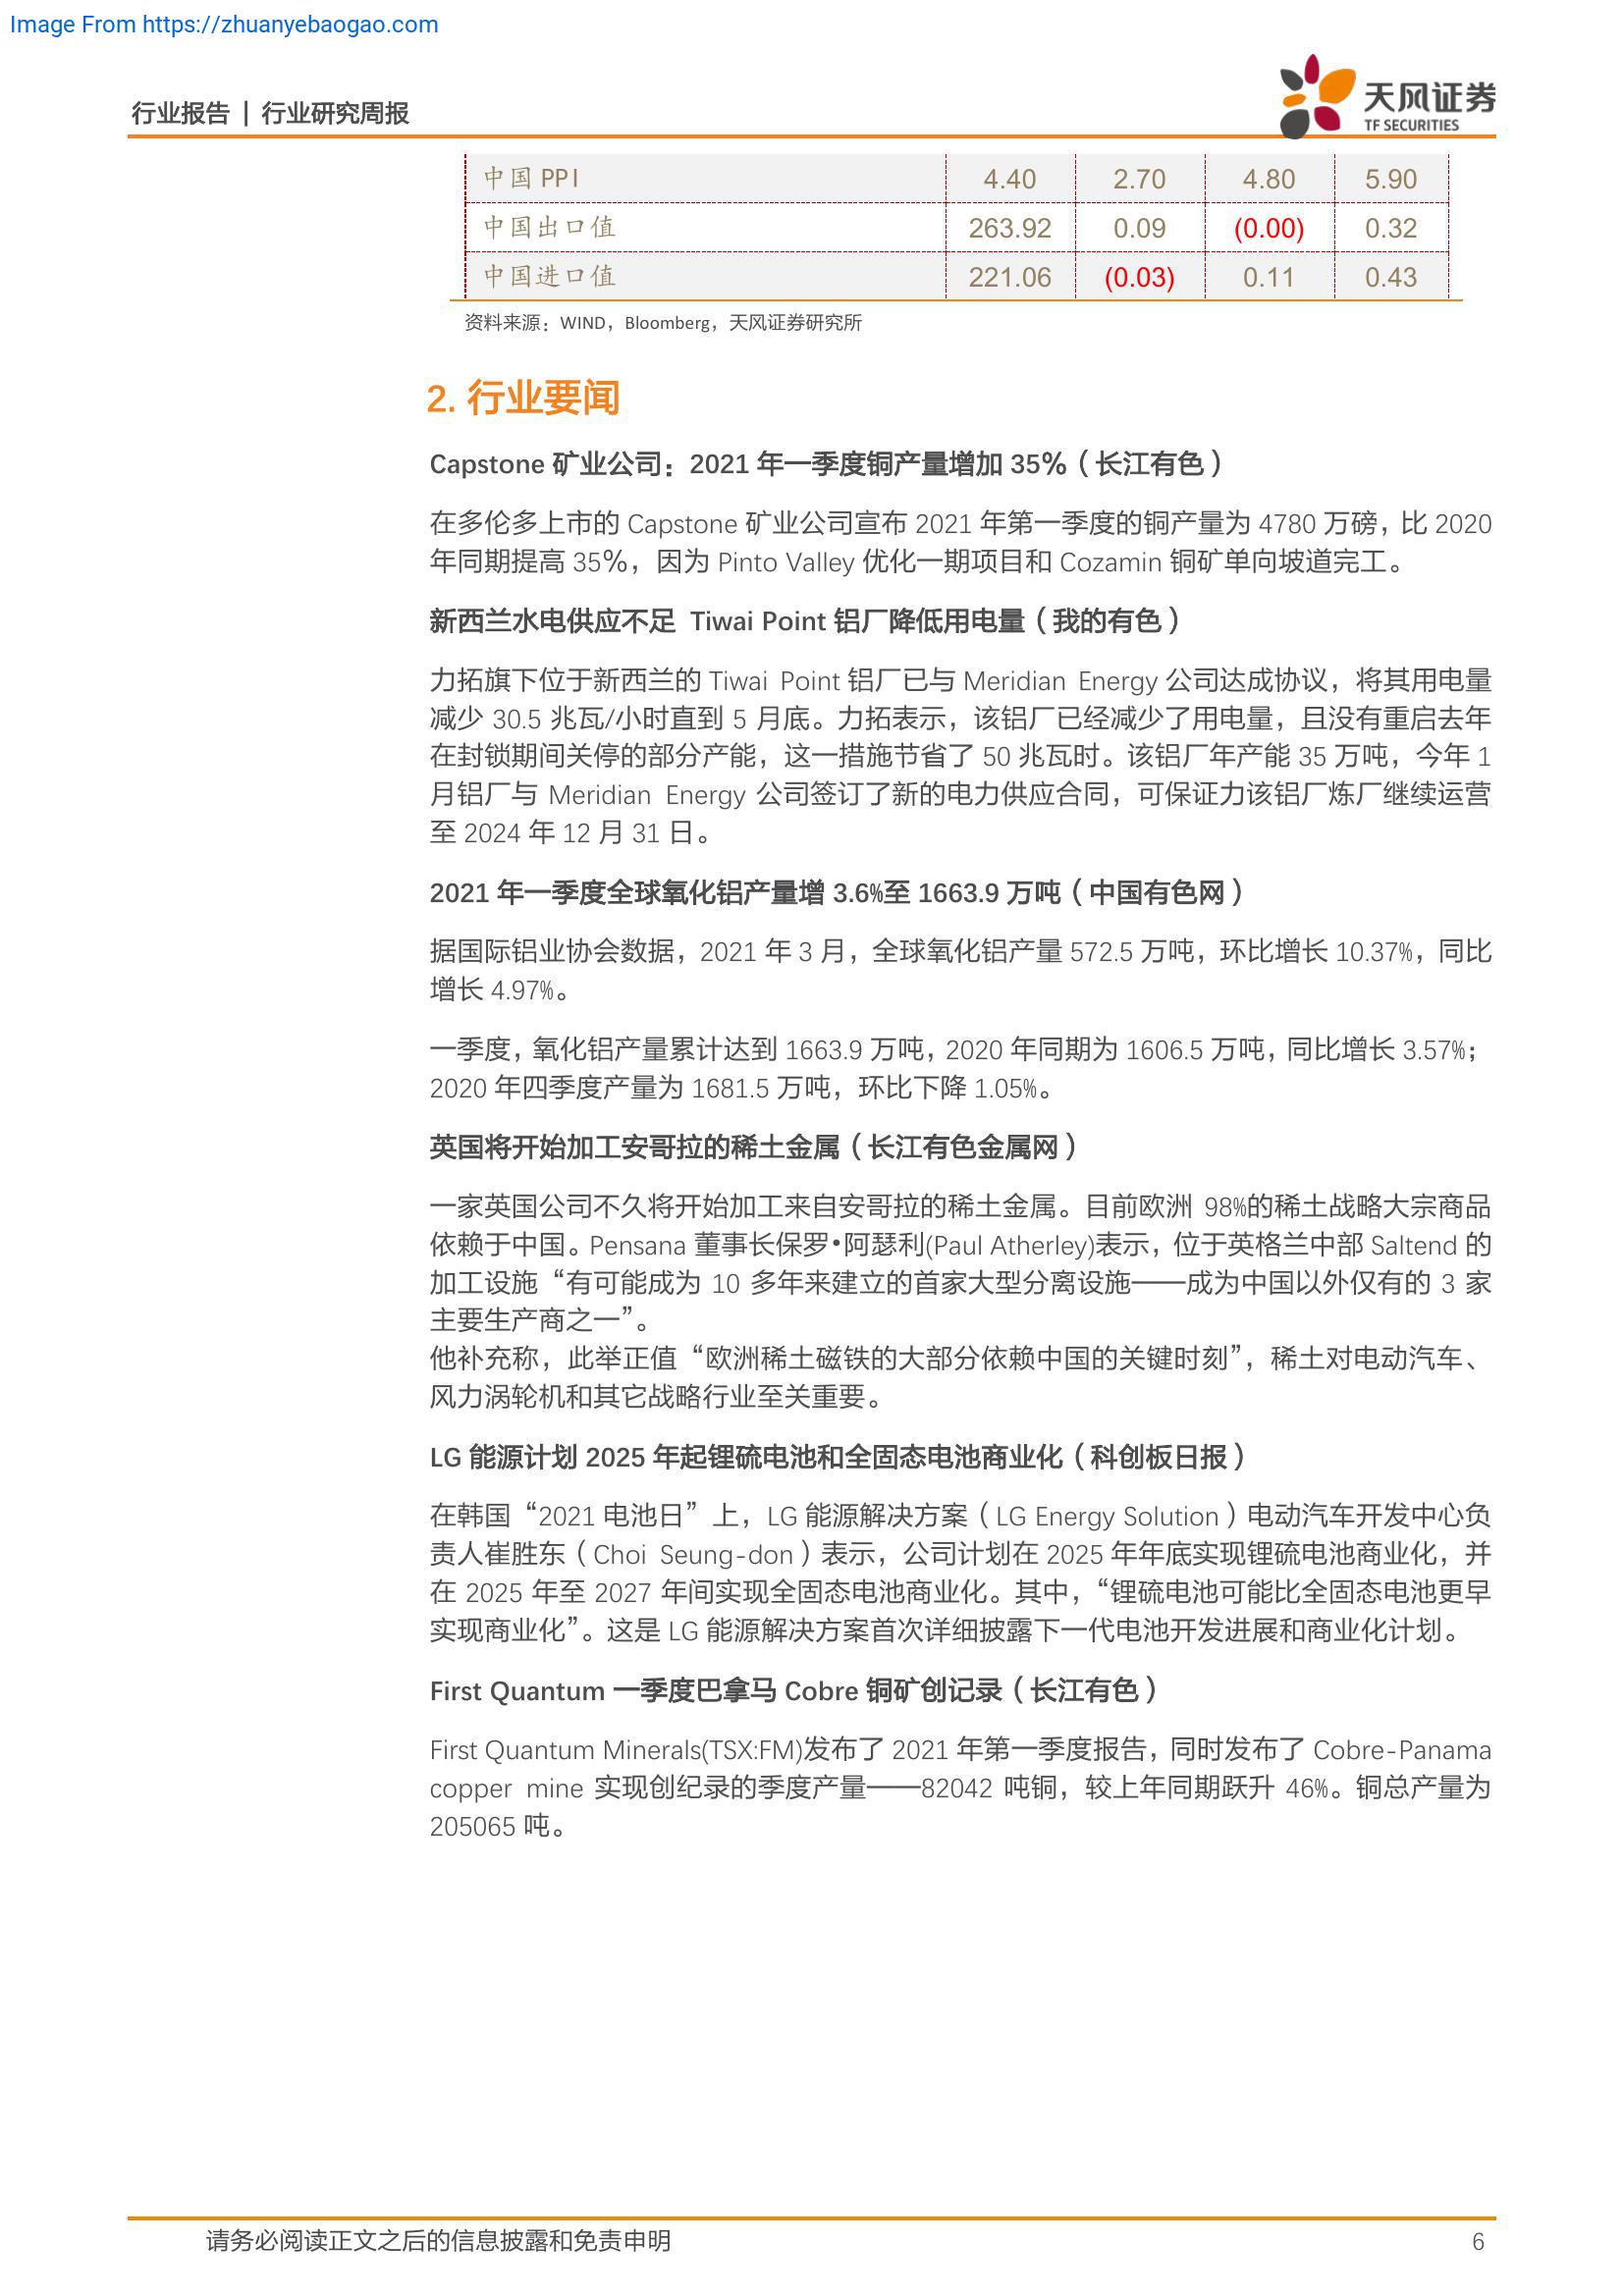 Image From https://zhuanyebaogao.com
行业报告 | 行业研究周报
天风证券
TF SECURITIES
中国 PPI 4.40 2.70 4.80 5.90
中国出口值 263.92 0.09 (0.00) 0.32
中国进口值 221.06 (0.03) 0.11 0.43
资料来源：WIND，Bloomberg，天风证券研究所
2. 行业要闻
Capstone 矿业公司：2021 年一季度铜产量增加 35%（长江有色）
在多伦多上市的 Capstone 矿业公司宣布 2021 年第一季度的铜产量为 4780 万磅，比 2020
年同期提高 35%，因为 Pinto Valley 优化一期项目和 Cozamin 铜矿单向坡道完工。
新西兰水电供应不足 Tiwai Point 铝厂降低用电量（我的有色）
力拓旗下位于新西兰的 Tiwai Point 铝厂已与 Meridian Energy 公司达成协议，将其用电量
减少 30.5 兆瓦/小时直到 5 月底。力拓表示，该铝厂已经减少了用电量，且没有重启去年
在封锁期间关停的部分产能，这一措施节省了 50 兆瓦时。该铝厂年产能 35 万吨，今年 1
月铝厂与 Meridian Energy 公司签订了新的电力供应合同，可保证力该铝厂炼厂继续运营
至 2024 年 12 月 31 日。
2021 年一季度全球氧化铝产量增 3.6%至 1663.9 万吨（中国有色网）
据国际铝业协会数据，2021 年 3 月，全球氧化铝产量 572.5 万吨，环比增长 10.37%，同比
增长 4.97%。
一季度，氧化铝产量累计达到 1663.9 万吨，2020 年同期为 1606.5 万吨，同比增长 3.57%；
2020 年四季度产量为 1681.5 万吨，环比下降 1.05%。
英国将开始加工安哥拉的稀土金属（长江有色金属网）
一家英国公司不久将开始加工来自安哥拉的稀土金属。目前欧洲 98%的稀土战略大宗商品
依赖于中国。Pensana 董事长保罗•阿瑟利(Paul Atherley)表示，位于英格兰中部 Saltend 的
加工设施“有可能成为 10 多年来建立的首家大型分离设施——成为中国以外仅有的 3 家
主要生产商之一”。
他补充称，此举正值“欧洲稀土磁铁的大部分依赖中国的关键时刻”，稀土对电动汽车、
风力涡轮机和其它战略行业至关重要。
LG 能源计划 2025 年起锂硫电池和全固态电池商业化（科创板日报）
在韩国“2021 电池日”上，LG 能源解决方案（LG Energy Solution）电动汽车开发中心负
责人崔胜东（Choi Seung-don）表示，公司计划在 2025 年年底实现锂硫电池商业化，并
在 2025 年至 2027 年间实现全固态电池商业化。其中，“锂硫电池可能比全固态电池更早
实现商业化”。这是 LG 能源解决方案首次详细披露下一代电池开发进展和商业化计划。
First Quantum 一季度巴拿马 Cobre 铜矿创记录（长江有色）
First Quantum Minerals(TSX:FM)发布了 2021 年第一季度报告，同时发布了 Cobre-Panama
copper mine 实现创纪录的季度产量——82042 吨铜，较上年同期跃升 46%。铜总产量为
205065 吨。
请务必阅读正文之后的信息披露和免责申明 6